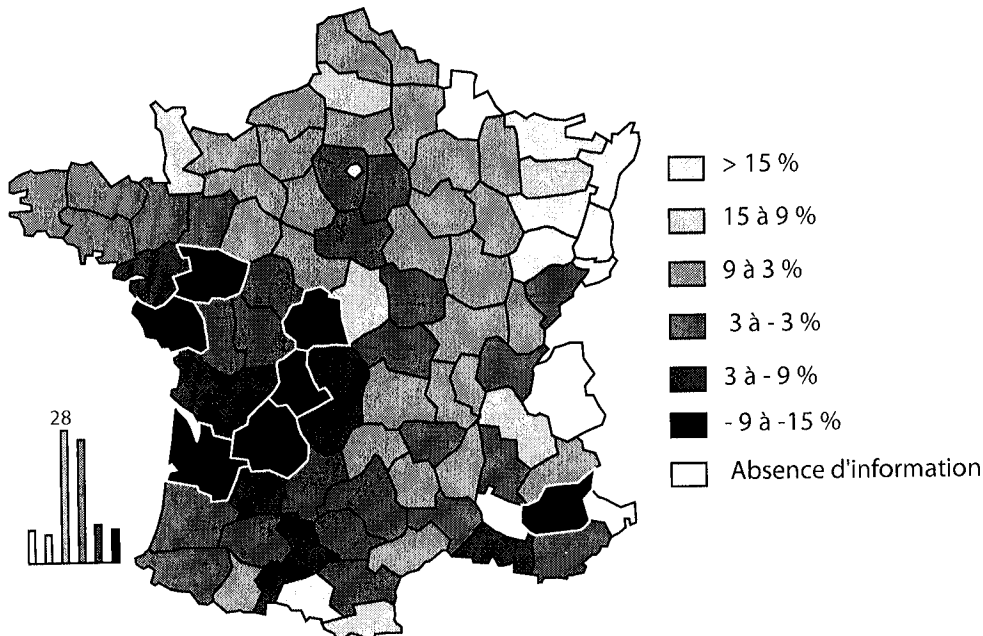 > 15 %
15 à 9 %
9 à 3 %
3 à - 3 %
3 à - 9 %
- 9 à -15 %
Absence d'information
28